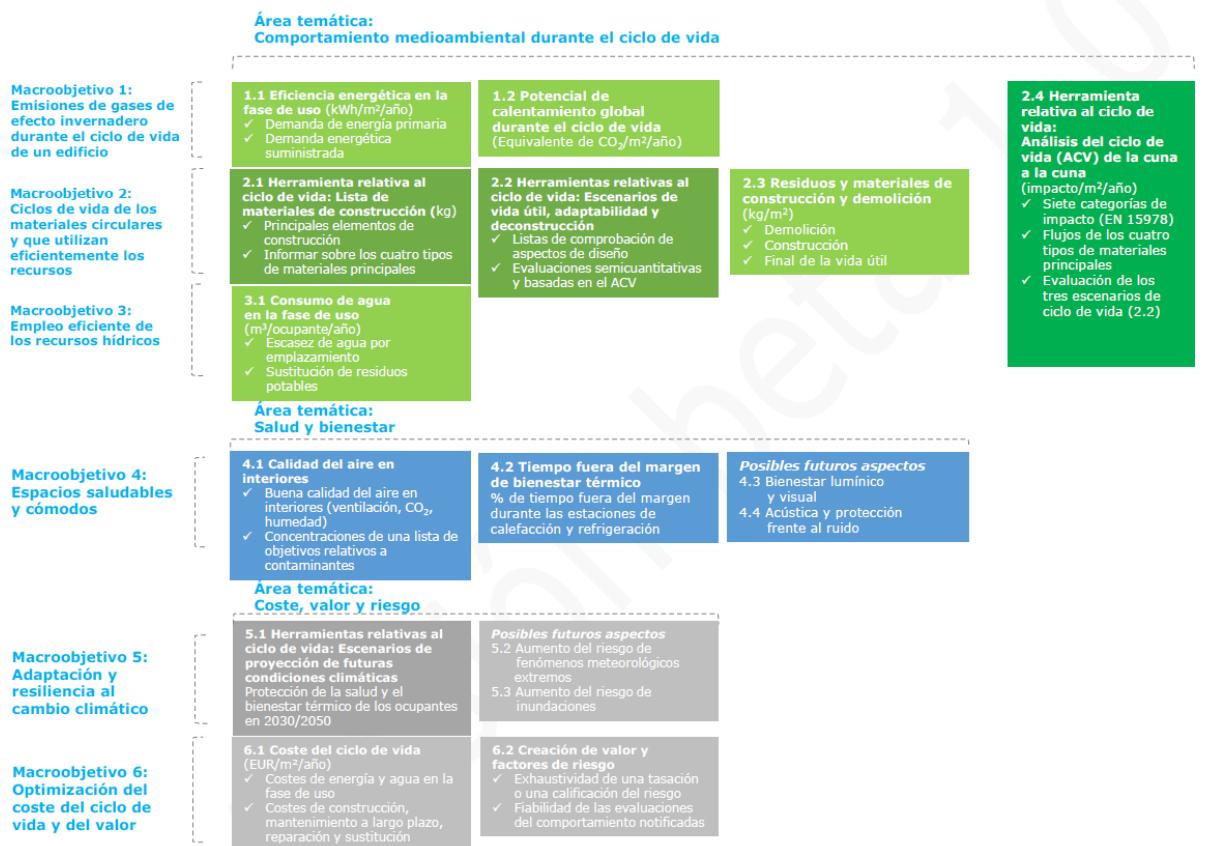 Área temática:
Comportamiento medioambiental durante el ciclo de vida
Macroobjetivo 1:
Emisiones de gases de
efecto invernadero
durante el ciclo de vida
de un edificio
1.1 Eficiencia energética en la
fase de uso (kWh/m²/año)
✓ Demanda de energía primaria
✓ Demanda energética
suministrada
1.2 Potencial de
calentamiento global
durante el ciclo de vida
(Equivalente de CO₂/m²/año)
2.4 Herramienta
relativa al ciclo de
vida:
Análisis del ciclo de
vida (ACV) de la cuna
a la cuna
(impacto/m²/año)
✓ Siete categorías de
impacto (EN 15978)
✓ Flujos de los cuatro
tipos de materiales
principales
✓ Evaluación de los
tres escenarios de
ciclo de vida (2.2)
Macroobjetivo 2:
Ciclos de vida de los
materiales circulares
y que utilizan
eficientemente los
recursos
2.1 Herramienta relativa al
ciclo de vida: Lista de
materiales de construcción (kg)
✓ Principales elementos de
construcción
✓ Informar sobre los cuatro tipos
de materiales principales
2.2 Herramientas relativas al
ciclo de vida: Escenarios de
vida útil, adaptabilidad y
deconstrucción
✓ Listas de comprobación de
aspectos de diseño
✓ Evaluaciones semicuantitativas
y basadas en el ACV
2.3 Residuos y materiales de
construcción y demolición
(kg/m²)
✓ Demolición
✓ Construcción
✓ Final de la vida útil
Macroobjetivo 3:
Empleo eficiente de
los recursos hídricos
3.1 Consumo de agua
en la fase de uso
(m³/ocupante/año)
✓ Escasez de agua por
emplazamiento
✓ Sustitución de residuos
potables
Área temática:
Salud y bienestar
Macroobjetivo 4:
Espacios saludables
y cómodos
4.1 Calidad del aire en
interiores
✓ Buena calidad del aire en
interiores (ventilación, CO₂,
humedad)
✓ Concentraciones de una lista de
objetivos relativos a
contaminantes
4.2 Tiempo fuera del margen
de bienestar térmico
% de tiempo fuera del margen
durante las estaciones de
calefacción y refrigeración
Posibles futuros aspectos
4.3 Bienestar lumínico
y visual
4.4 Acústica y protección
frente al ruido
Área temática:
Coste, valor y riesgo
Macroobjetivo 5:
Adaptación y
resiliencia al
cambio climático
5.1 Herramientas relativas al
ciclo de vida: Escenarios de
proyección de futuras
condiciones climáticas
Protección de la salud y el
bienestar térmico de los ocupantes
en 2030/2050
Posibles futuros aspectos
5.2 Aumento del riesgo de
fenómenos meteorológicos
extremos
5.3 Aumento del riesgo de
inundaciones
Macroobjetivo 6:
Optimización del
coste del ciclo de
vida y del valor
6.1 Coste del ciclo de vida
(EUR/m²/año)
✓ Costes de energía y agua en la
fase de uso
✓ Costes de construcción,
mantenimiento a largo plazo,
reparación y sustitución
6.2 Creación de valor y
factores de riesgo
✓ Exhaustividad de una tasación
o una calificación del riesgo
✓ Fiabilidad de las evaluaciones
del comportamiento notificadas